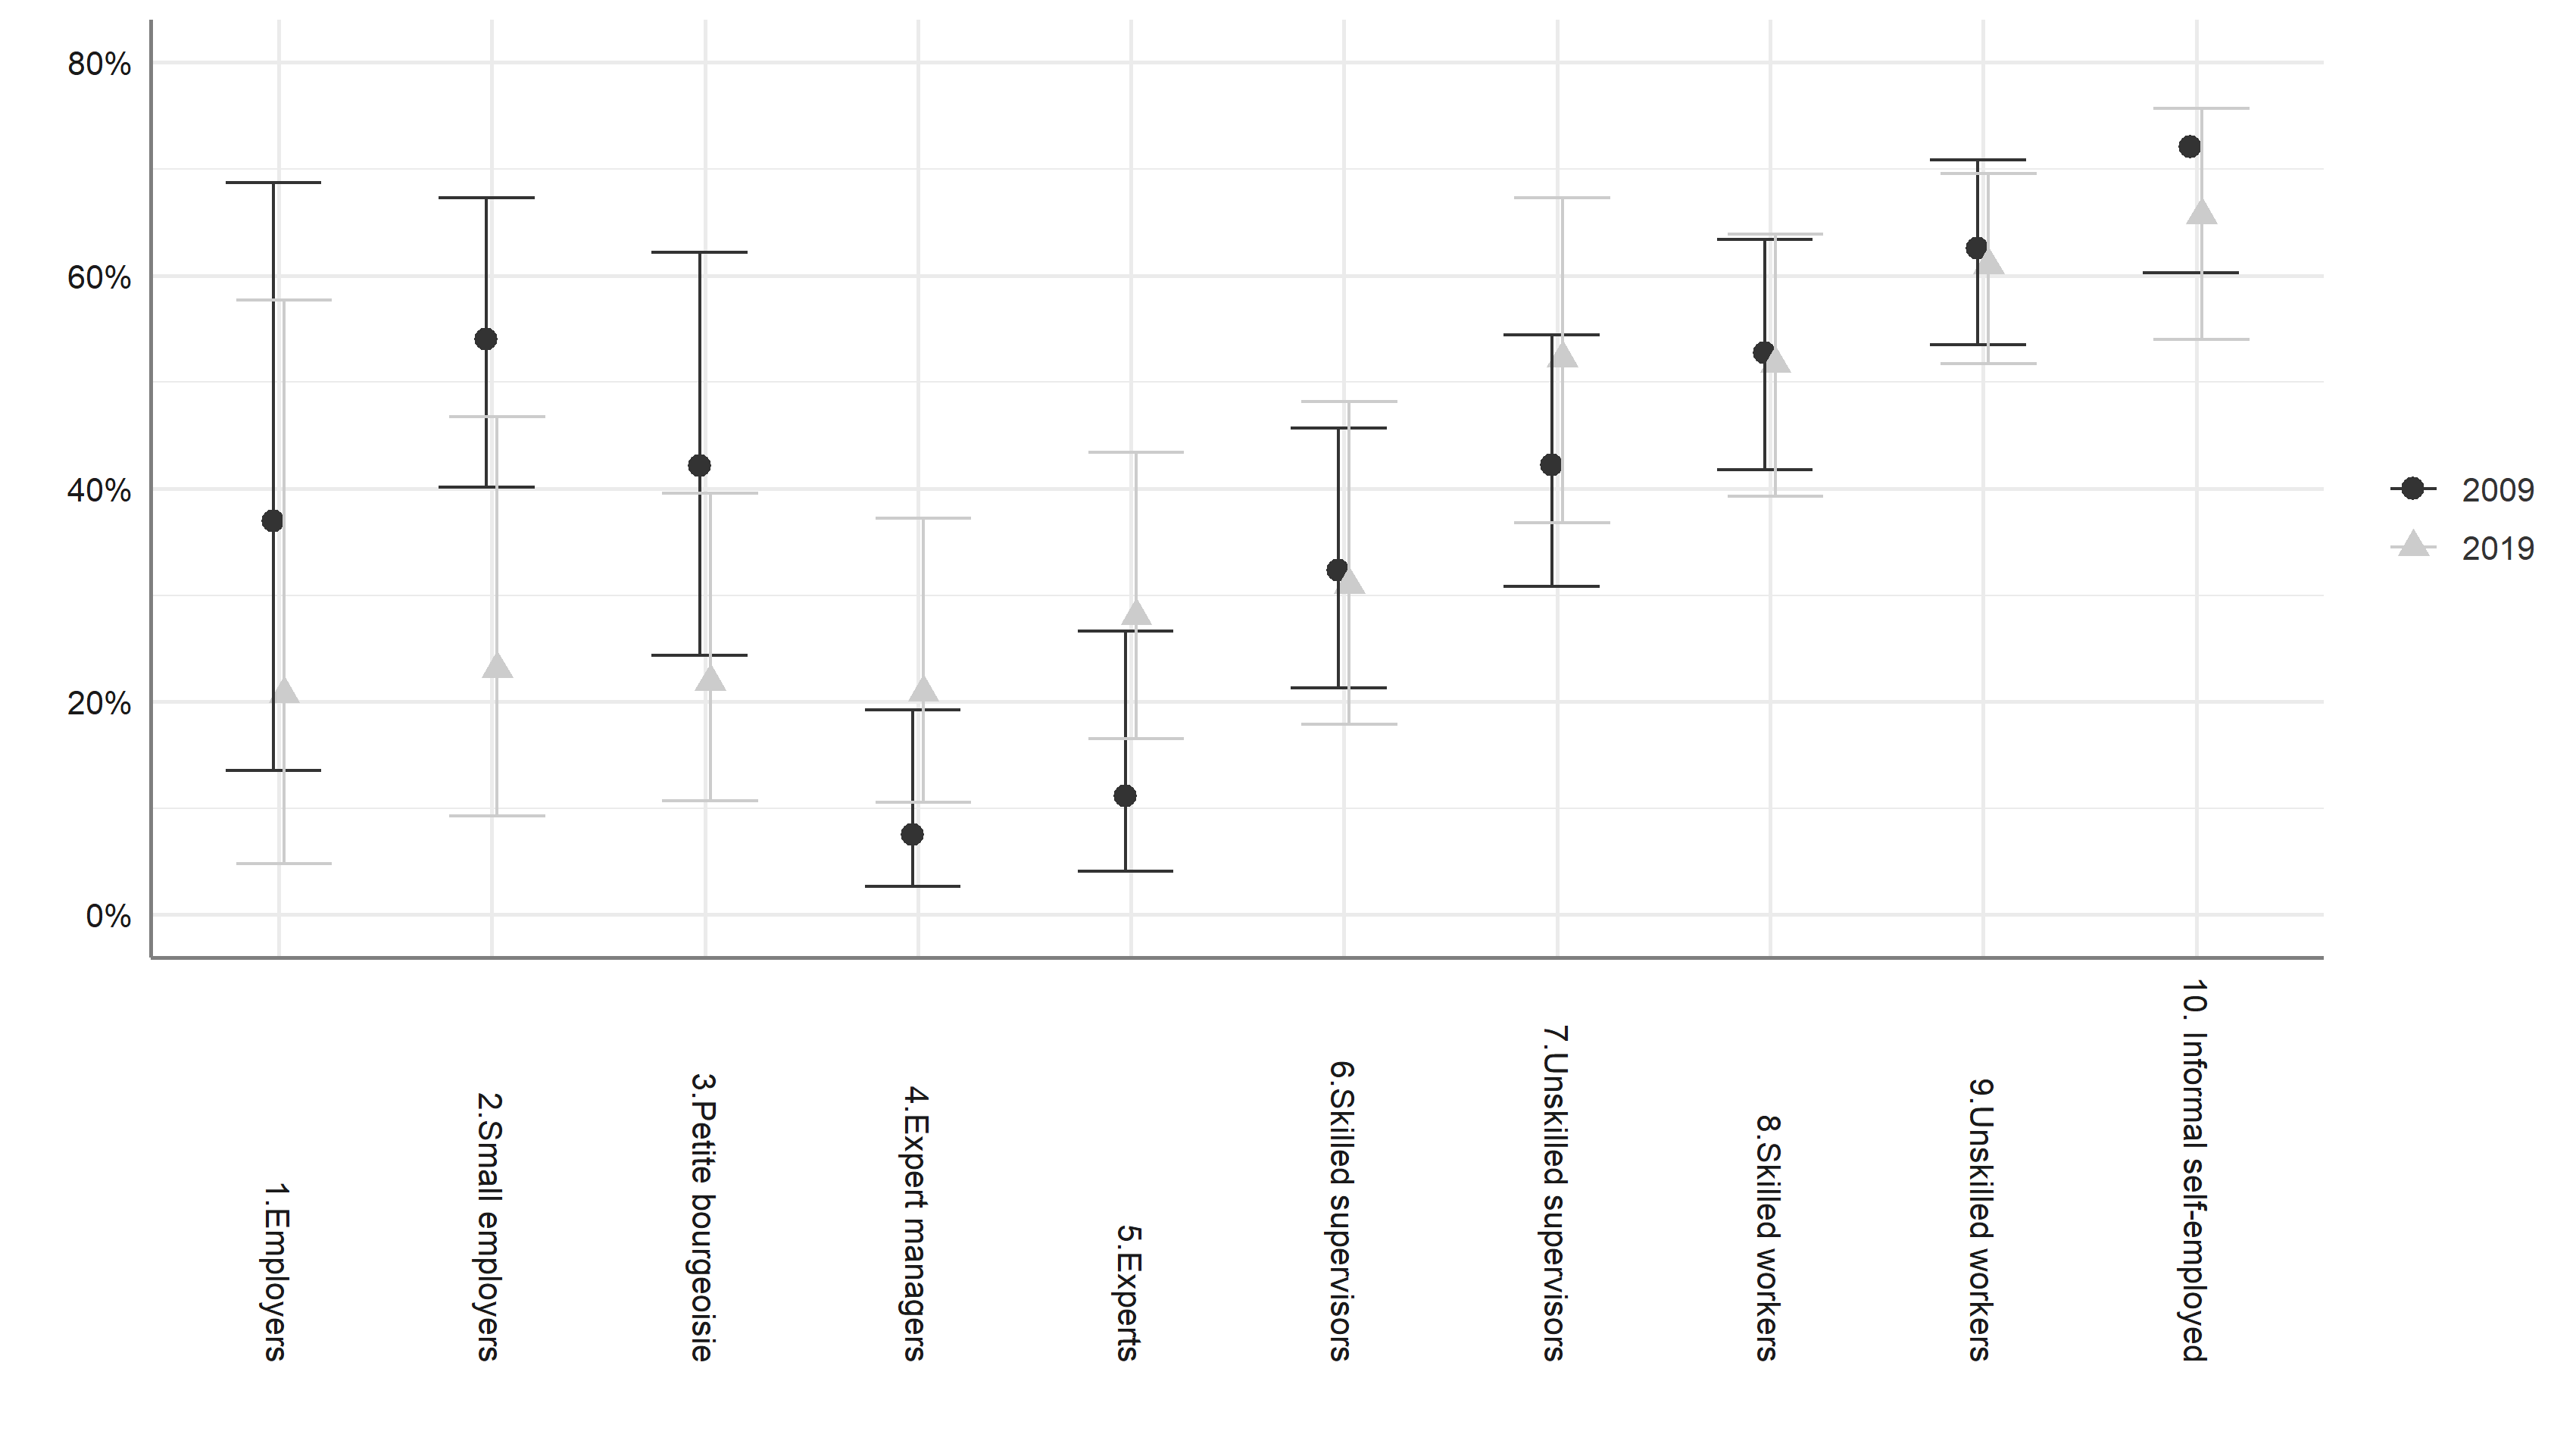 80%
60%
40%
20%
0%
1.Employers
2.Small employers
3.Petite bourgeoisie
4.Expert managers
5.Experts
6.Skilled supervisors
7.Unskilled supervisors
8.Skilled workers
9.Unskilled workers
10. Informal self-employed
2009
2019